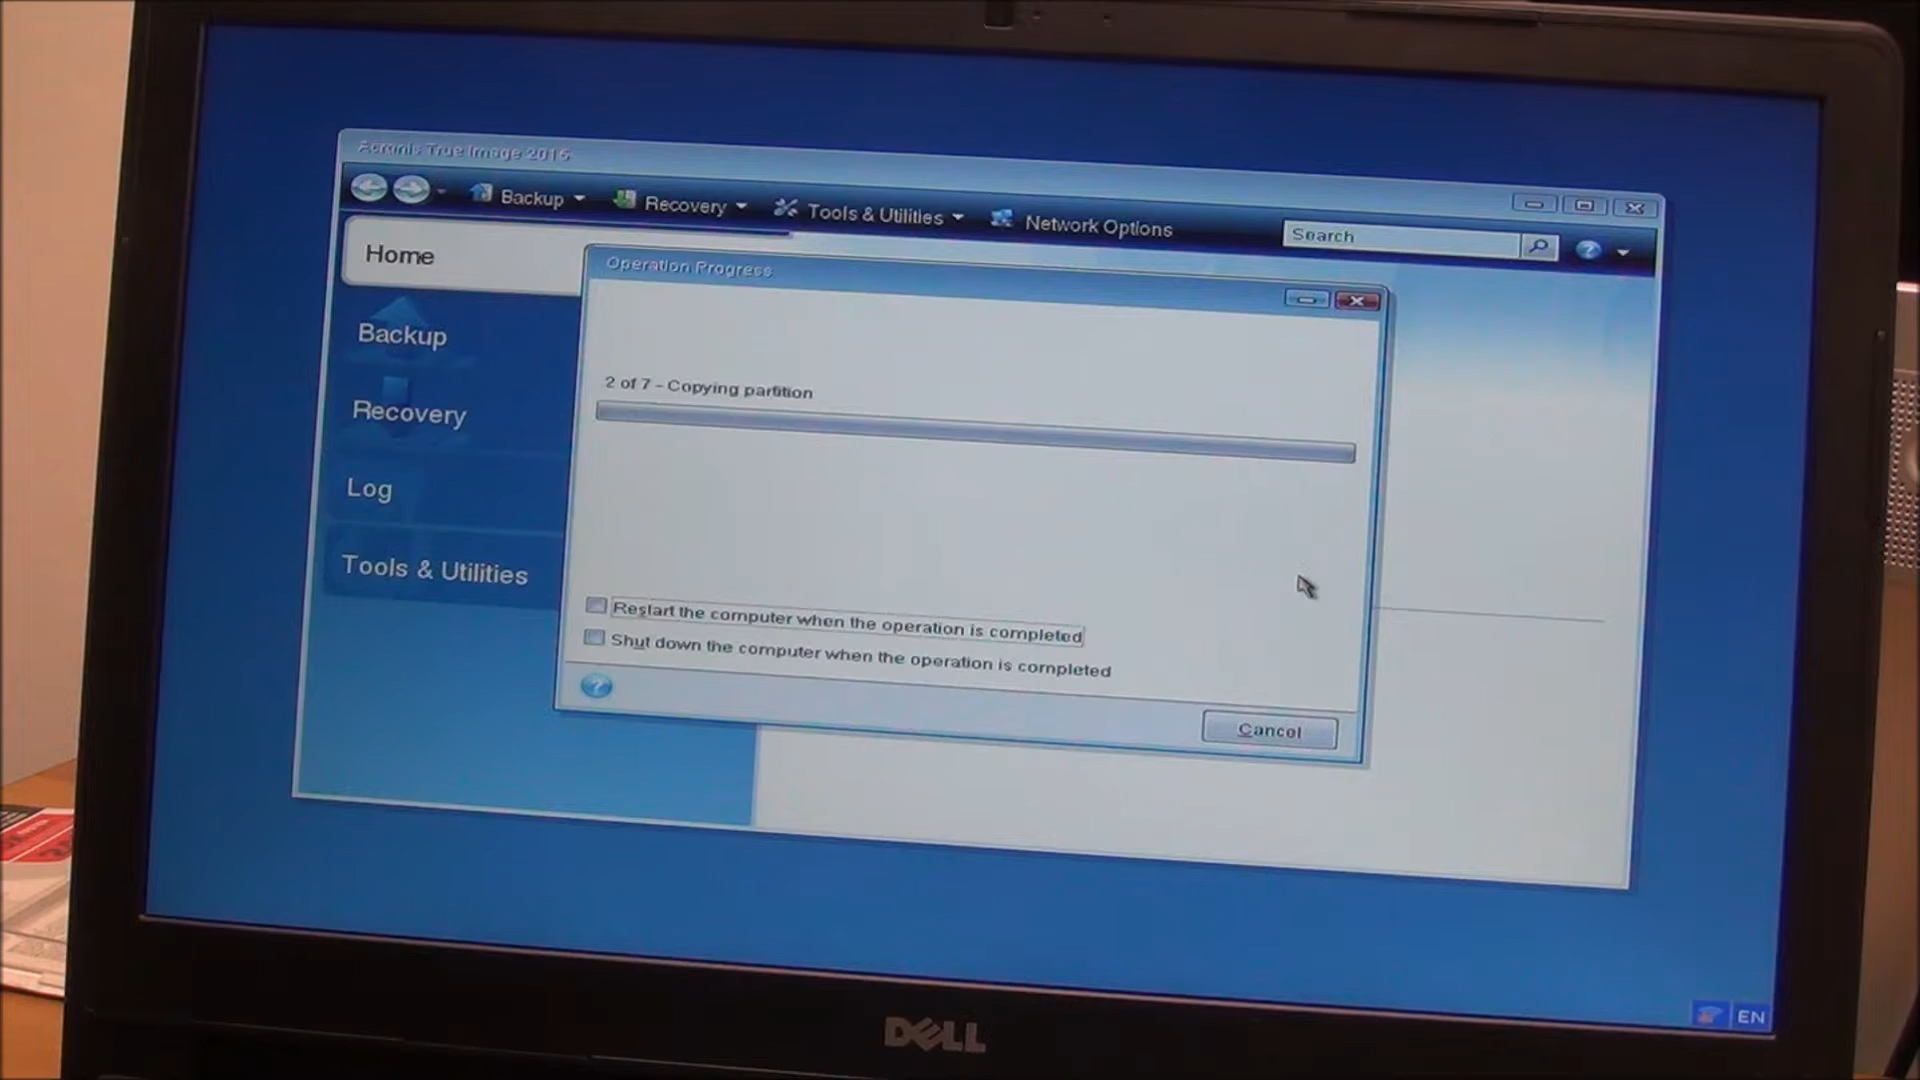 Acronis True Image 2015
Backup
Recovery
Tools & Utilities
Network Options
Search
Home
Backup
Recovery
Log
Tools & Utilities
Operation Progress
2 of 7 - Copying partition
Restart the computer when the operation is completed
Shut down the computer when the operation is completed
Cancel
EN
DELL